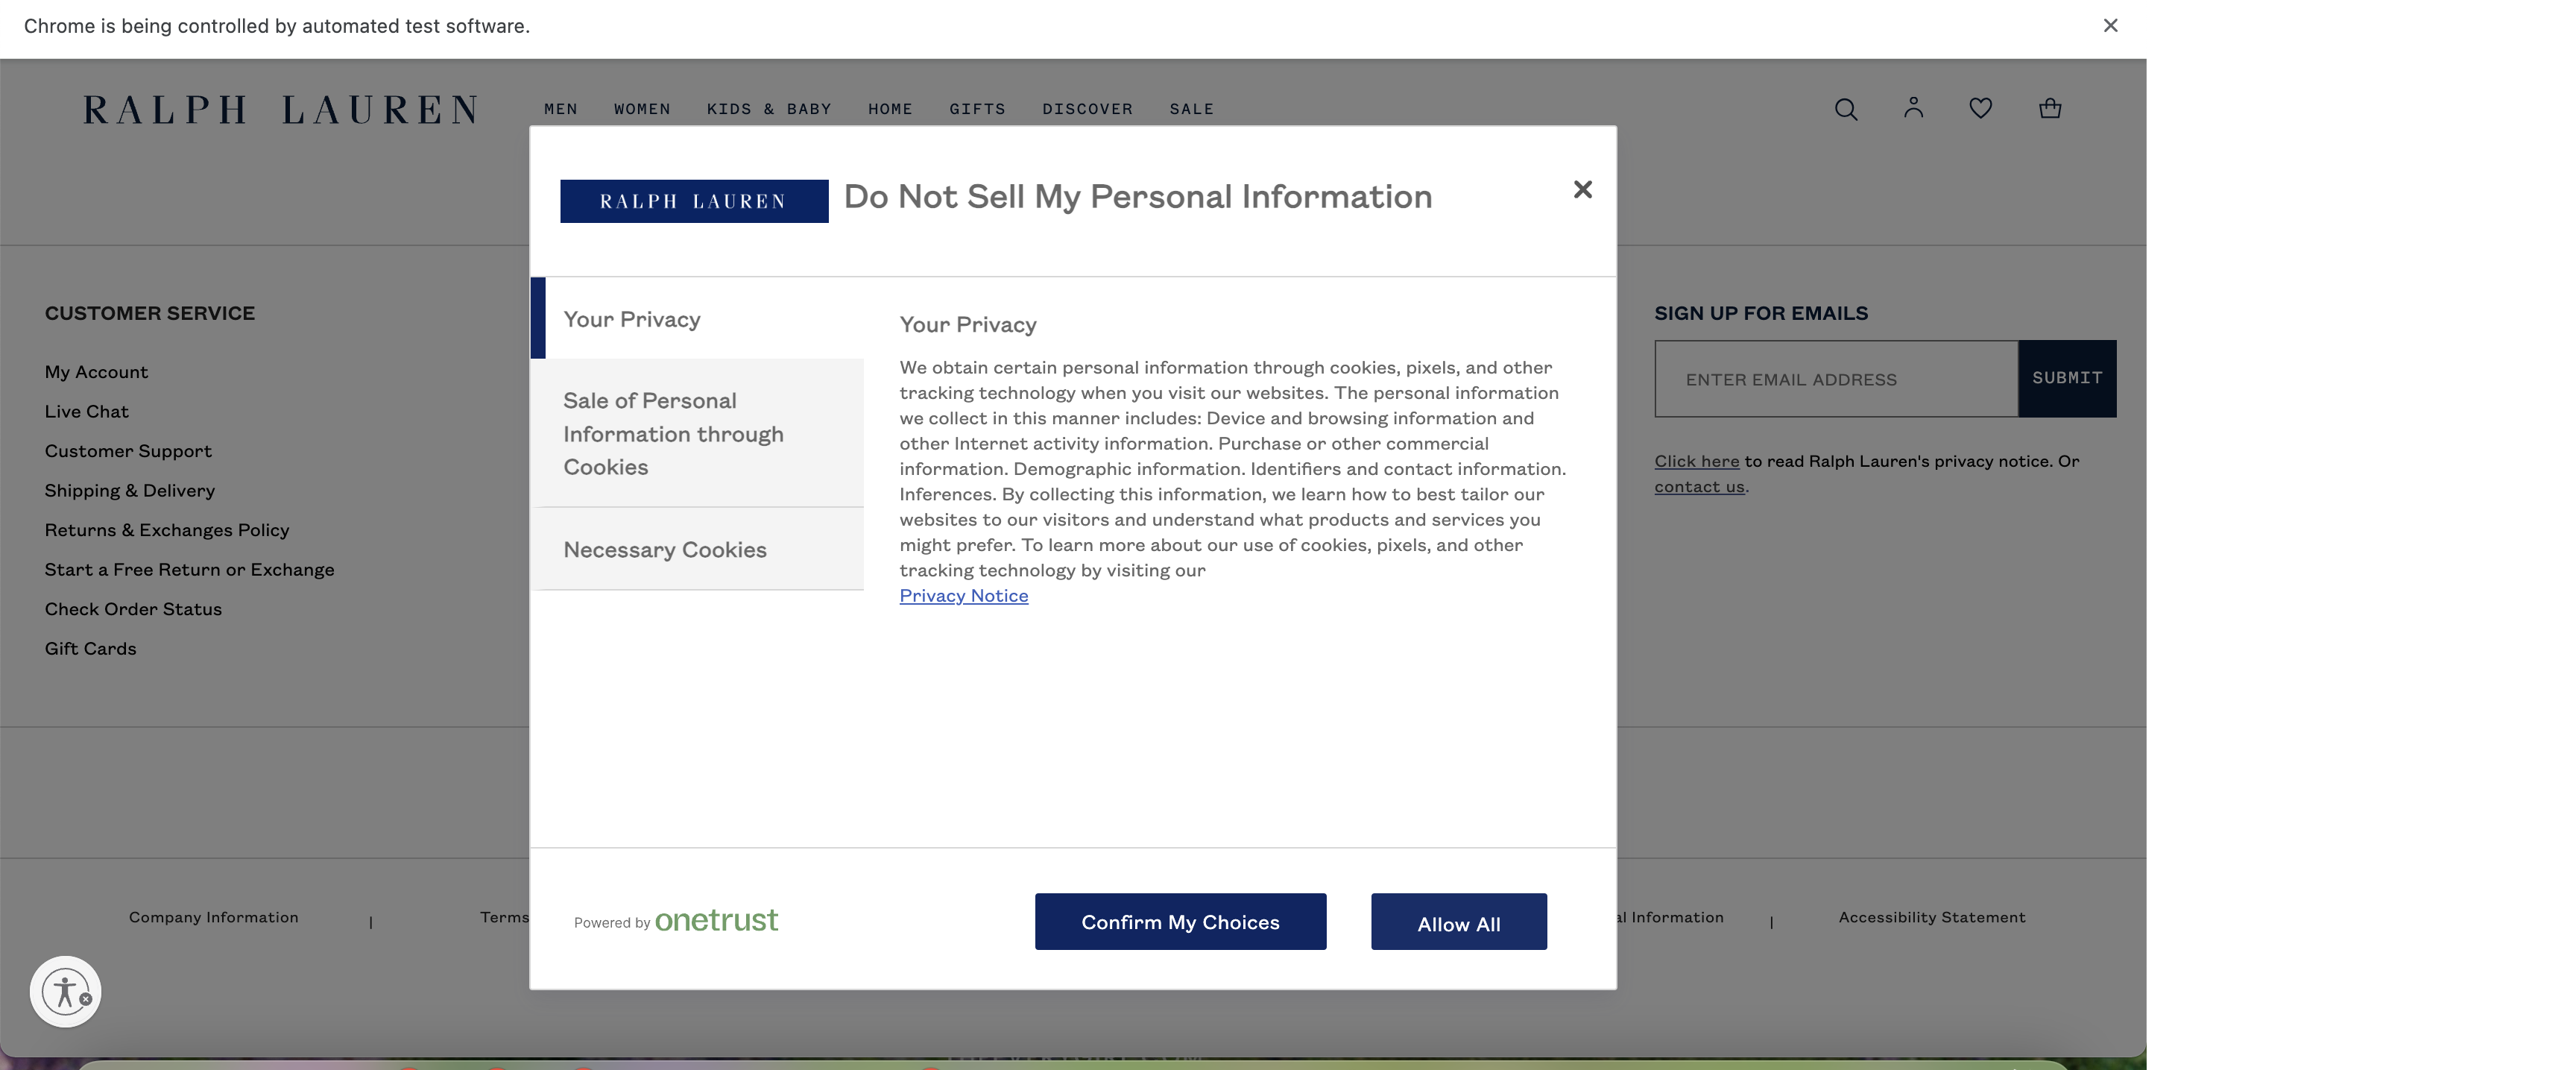 Chrome is being controlled by automated test software.
RALPH LAUREN MEN WOMEN KIDS & BABY HOME GIFTS DISCOVER SALE
RALPH LAUREN Do Not Sell My Personal Information
CUSTOMER SERVICE
My Account
Live Chat
Customer Support
Shipping & Delivery
Returns & Exchanges Policy
Start a Free Return or Exchange
Check Order Status
Gift Cards
Your Privacy
Sale of Personal
Information through
Cookies
Necessary Cookies
Your Privacy
We obtain certain personal information through cookies, pixels, and other
tracking technology when you visit our websites. The personal information
we collect in this manner includes: Device and browsing information and
other Internet activity information. Purchase or other commercial
information. Demographic information. Identifiers and contact information.
Inferences. By collecting this information, we learn how to best tailor our
websites to our visitors and understand what products and services you
might prefer. To learn more about our use of cookies, pixels, and other
tracking technology by visiting our
Privacy Notice
SIGN UP FOR EMAILS
ENTER EMAIL ADDRESS SUBMIT
Click here to read Ralph Lauren's privacy notice. Or
contact us.
Powered by onetrust Confirm My Choices Allow All
Company Information | Terms al Information | Accessibility Statement